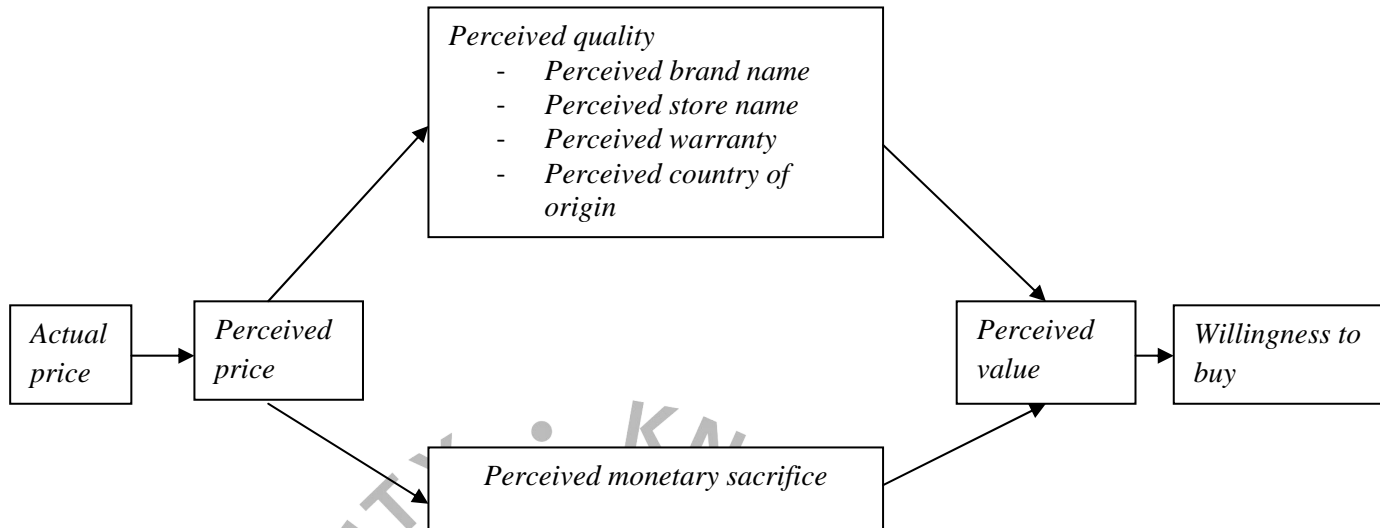 Perceived quality
- Perceived brand name
- Perceived store name
- Perceived warranty
- Perceived country of
origin
Actual
price
Perceived
price
Perceived
value
Willingness to
buy
Perceived monetary sacrifice